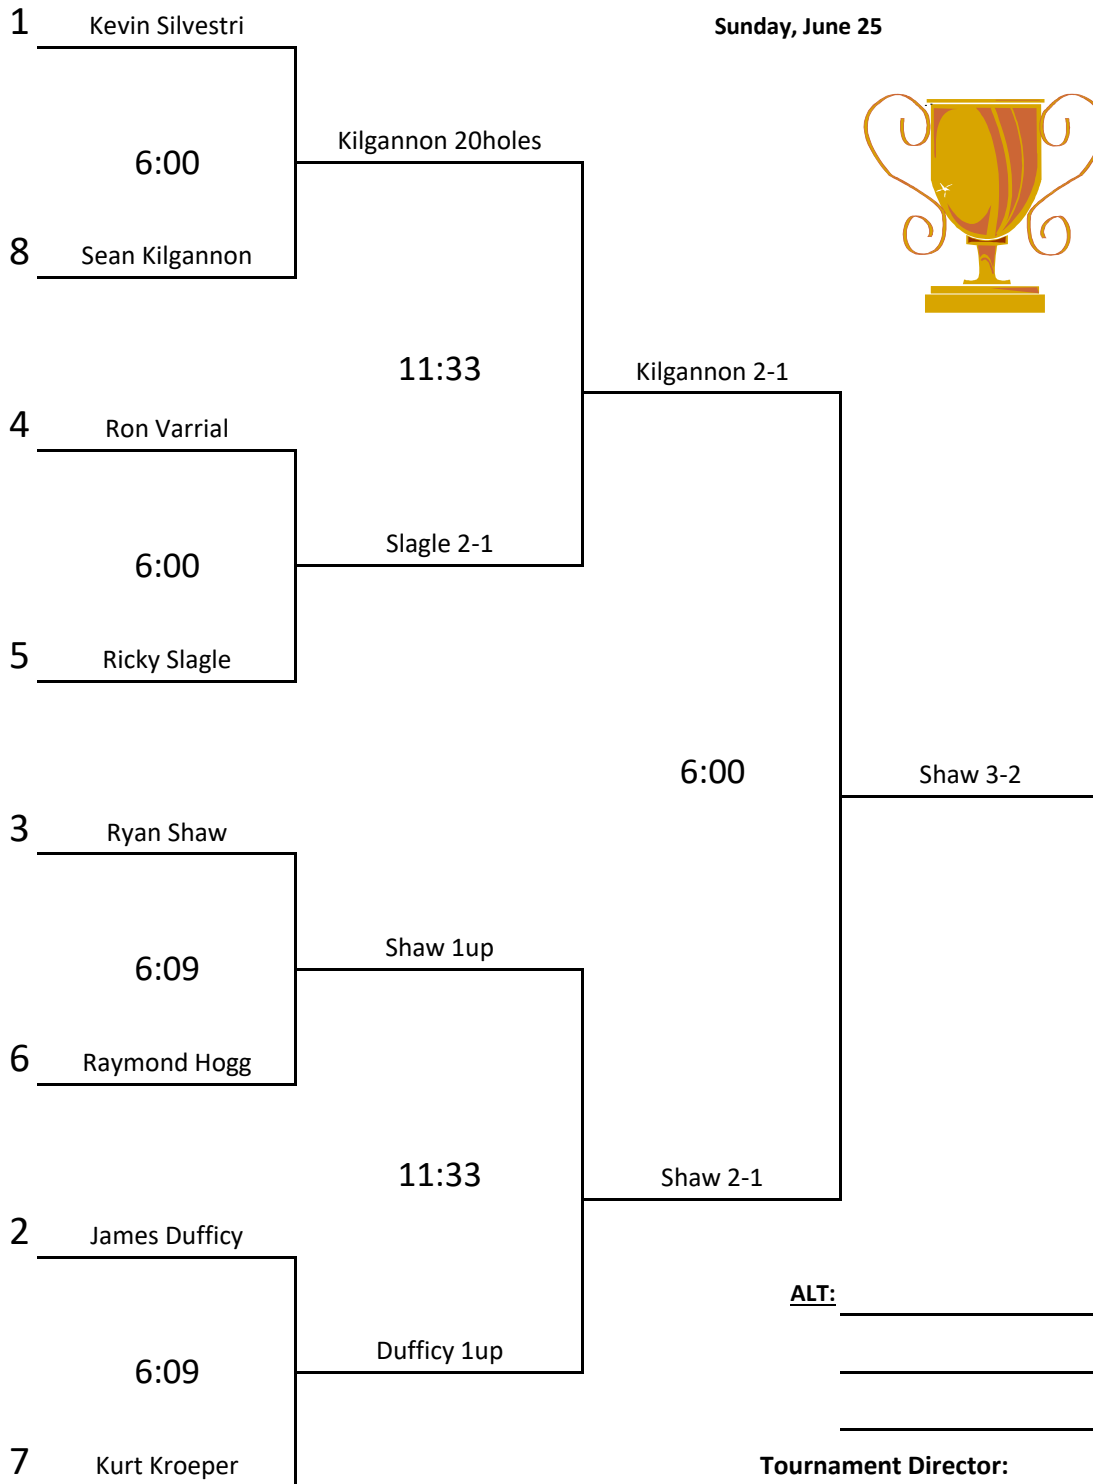 1 Kevin Silvestri
Sunday, June 25
6:00
Kilgannon 20holes
8 Sean Kilgannon
11:33
Kilgannon 2-1
4 Ron Varrial
6:00
Slagle 2-1
5 Ricky Slagle
6:00
Shaw 3-2
3 Ryan Shaw
6:09
Shaw 1up
6 Raymond Hogg
11:33
Shaw 2-1
2 James Dufficy
ALT:
6:09
Dufficy 1up
7 Kurt Kroeper
Tournament Director: